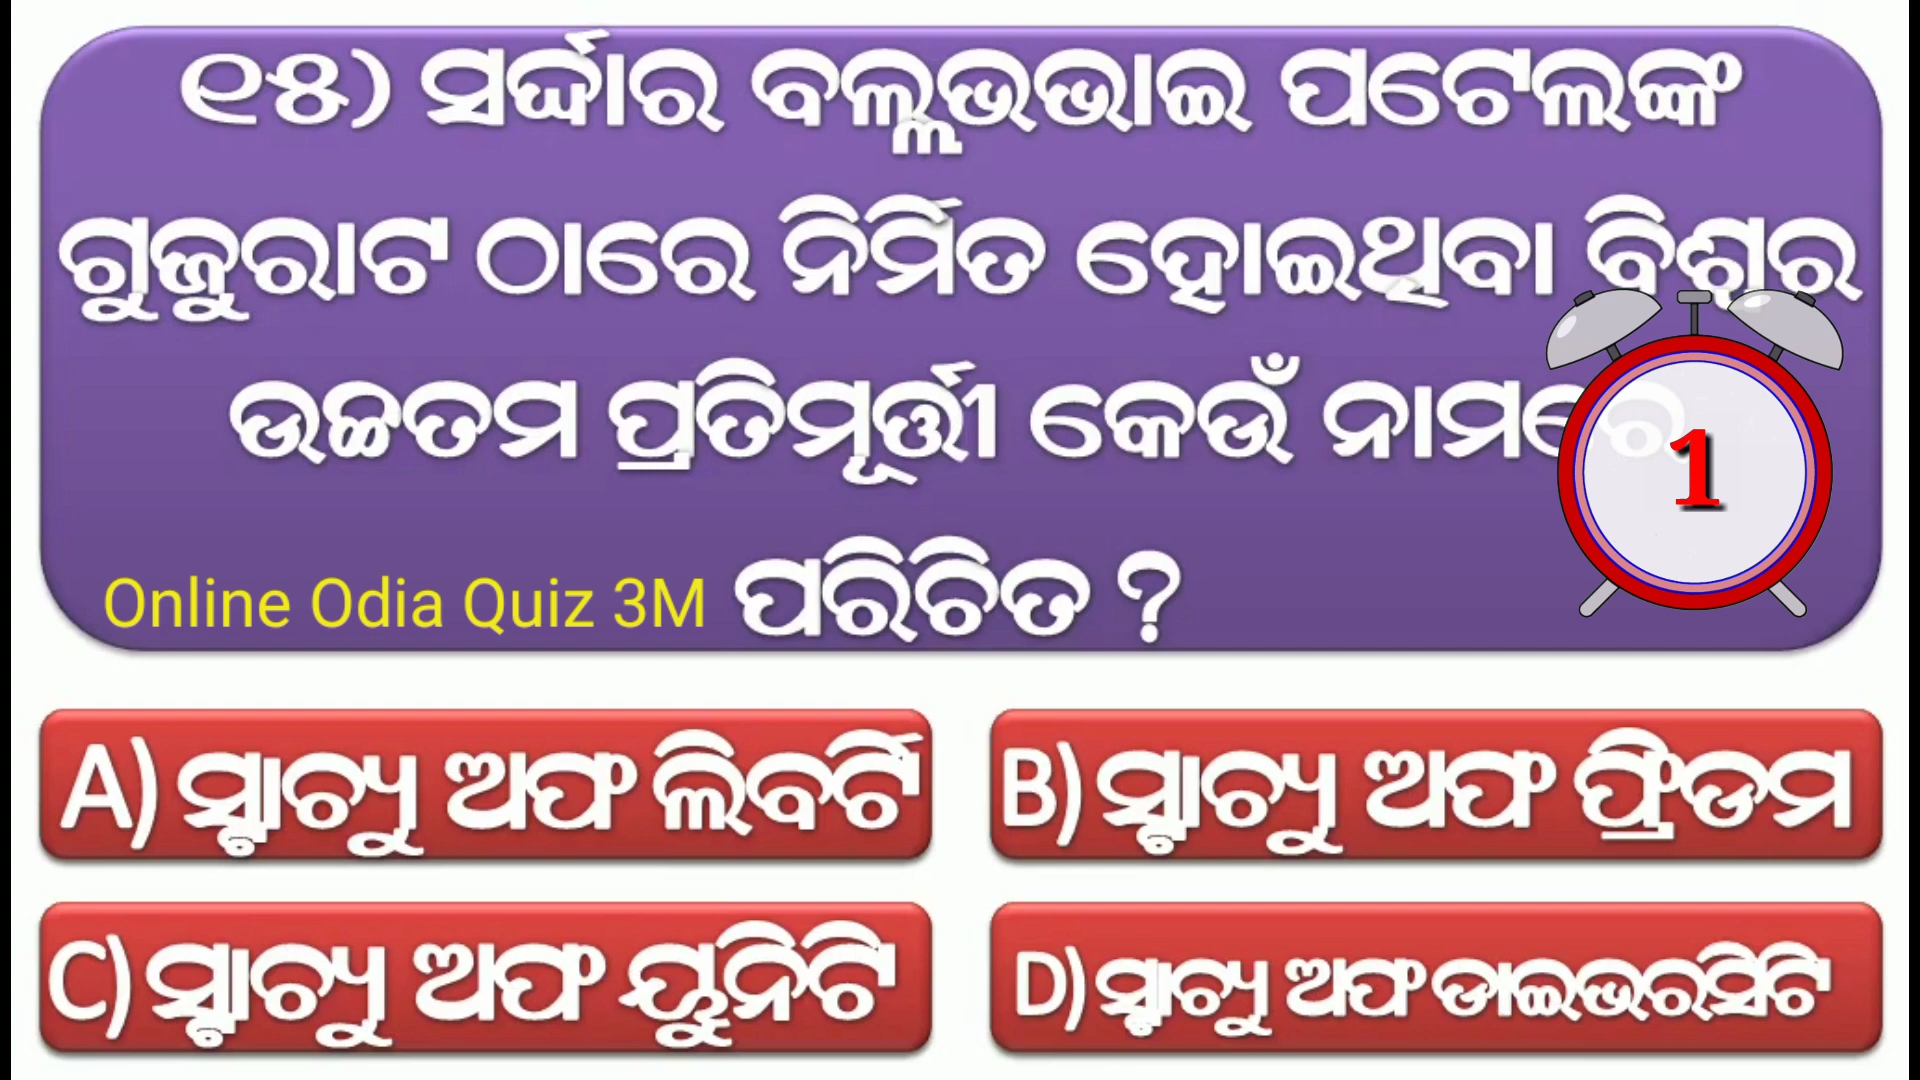 ୧୫) ସର୍ଦ୍ଦାର ବଲ୍ଲଭଭାଇ ପଟେଲଙ୍କ
ଗୁଜୁରାଟ ଠାରେ ନିର୍ମିତ ହୋଇଥିବା ବିଶ୍ଵର
ଉଚ୍ଚତମ ପ୍ରତିମୂର୍ତ୍ତୀ କେଉଁ ନାମରେ
ପରିଚିତ ?
Online Odia Quiz 3M
1
A) ସ୍ଟାଚ୍ୟୁ ଅଫ ଲିବର୍ଟି
B) ସ୍ଟାଚ୍ୟୁ ଅଫ ଫ୍ରିଡମ
C) ସ୍ଟାଚ୍ୟୁ ଅଫ ୟୁନିଟି
D) ସ୍ଟାଚ୍ୟୁ ଅଫ ଡାଇଭରସିଟି